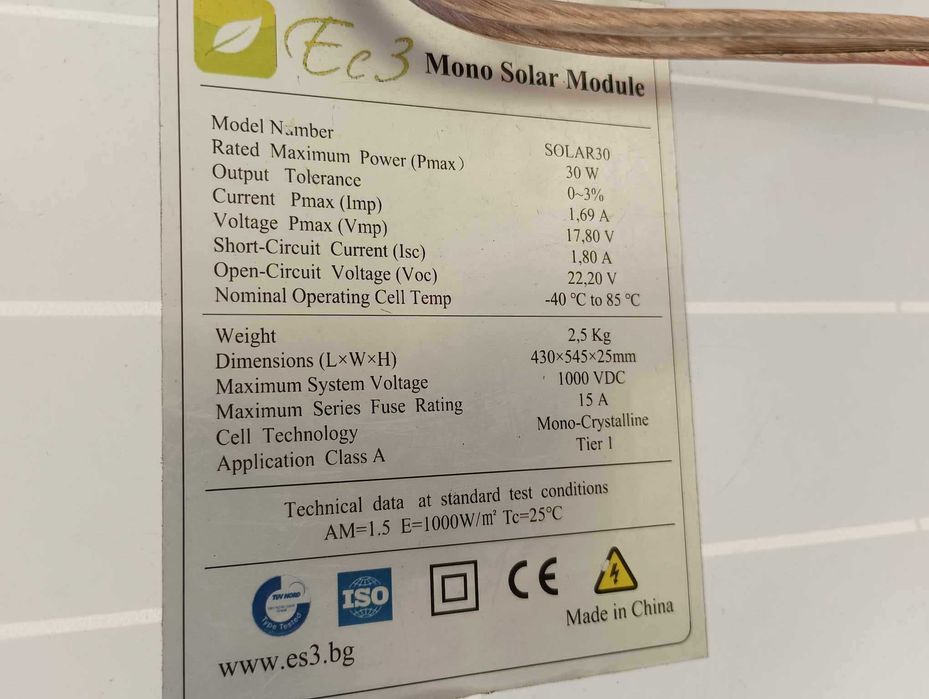 Ec3 Mono Solar Module
Model Number SOLAR30
Rated Maximum Power (Pmax) 30 W
Output Tolerance 0~3%
Current Pmax (Imp) 1,69 A
Voltage Pmax (Vmp) 17,80 V
Short-Circuit Current (Isc) 1,80 A
Open-Circuit Voltage (Voc) 22,20 V
Nominal Operating Cell Temp -40 ℃ to 85 ℃
Weight 2,5 Kg
Dimensions (L×W×H) 430×545×25mm
Maximum System Voltage 1000 VDC
Maximum Series Fuse Rating 15 A
Cell Technology Mono-Crystalline
Application Class A Tier 1
Technical data at standard test conditions
AM=1.5 E=1000W/m² Tc=25℃
TUV NORD
Type Tested
ISO
CE
Made in China
www.es3.bg